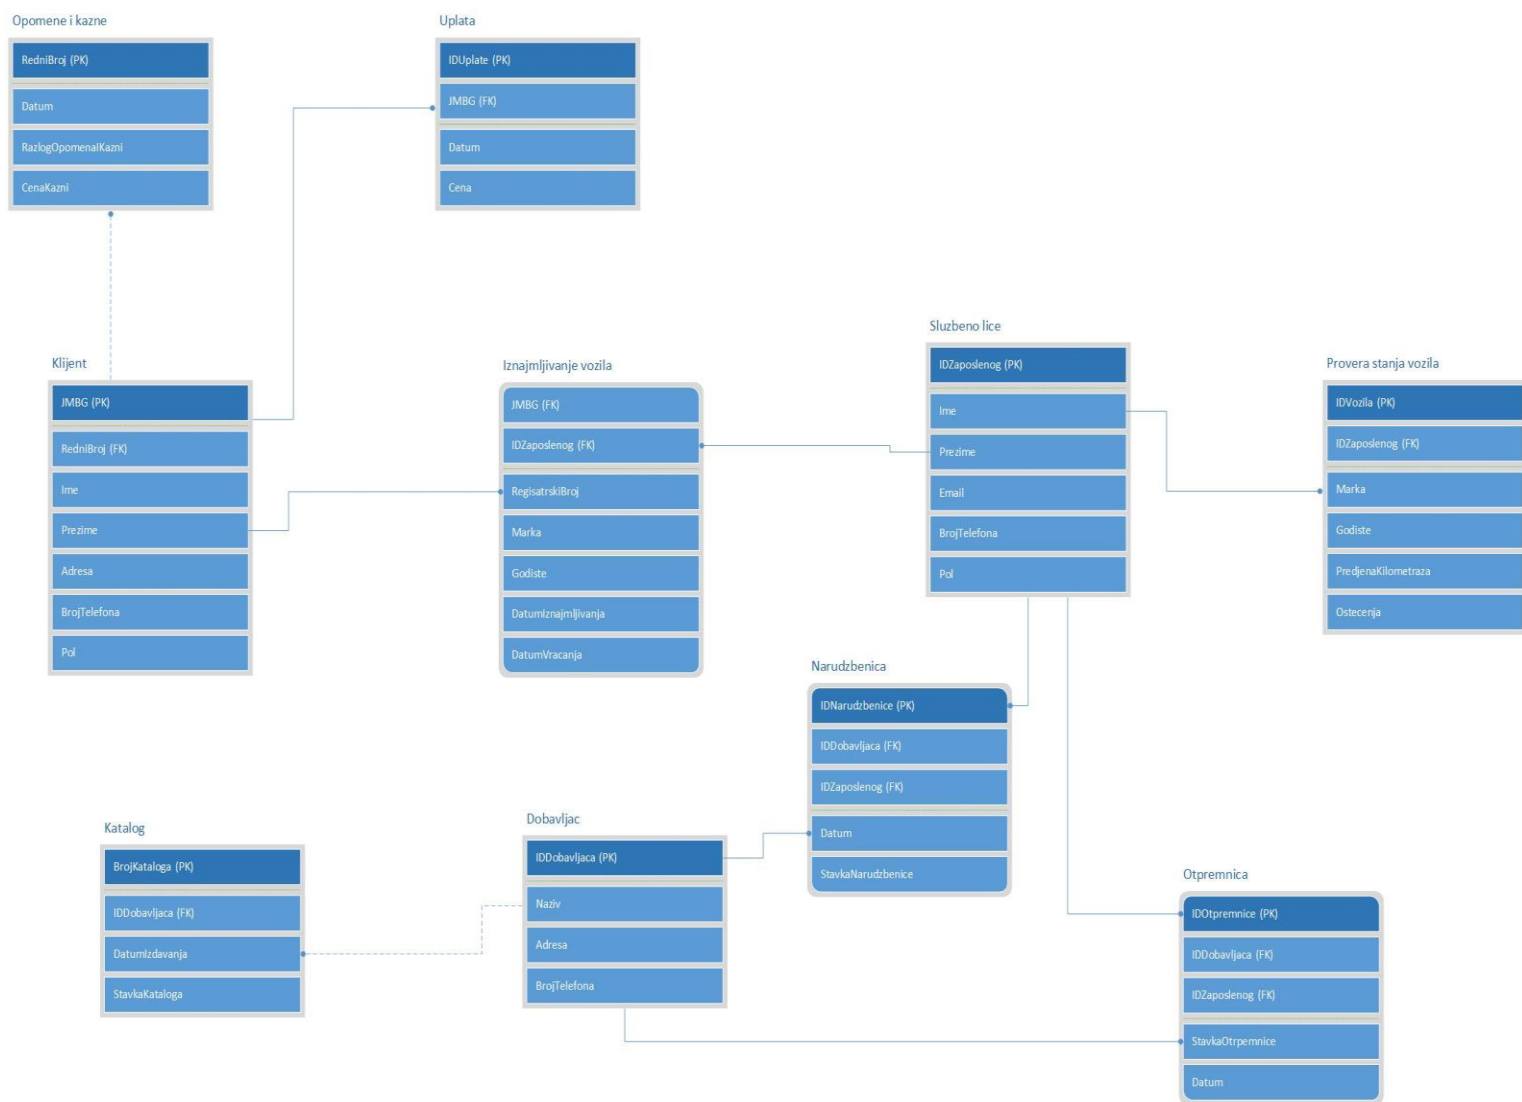 Opomene i kazne
RedniBroj (PK)
Datum
RazlogOpomenaIKazni
CenaKazni
Uplata
IDUplate (PK)
JMBG (FK)
Datum
Cena
Klijent
JMBG (PK)
RedniBroj (FK)
Ime
Prezime
Adresa
BrojTelefona
Pol
Iznajmljivanje vozila
JMBG (FK)
IDZaposlenog (FK)
RegisatrskiBroj
Marka
Godiste
DatumIznajmljivanja
DatumVracanja
Sluzbeno lice
IDZaposlenog (PK)
Ime
Prezime
Email
BrojTelefona
Pol
Provera stanja vozila
IDVozila (PK)
IDZaposlenog (FK)
Marka
Godiste
PredjenaKilometraza
Ostecenja
Narudzbenica
IDNarudzbenice (PK)
IDDobavljaca (FK)
IDZaposlenog (FK)
Datum
StavkaNarudzbenice
Katalog
BrojKataloga (PK)
IDDobavljaca (FK)
DatumIzdavanja
StavkaKataloga
Dobavljac
IDDobavljaca (PK)
Naziv
Adresa
BrojTelefona
Otpremnica
IDOtpremnice (PK)
IDDobavljaca (FK)
IDZaposlenog (FK)
StavkaOtrpemnice
Datum